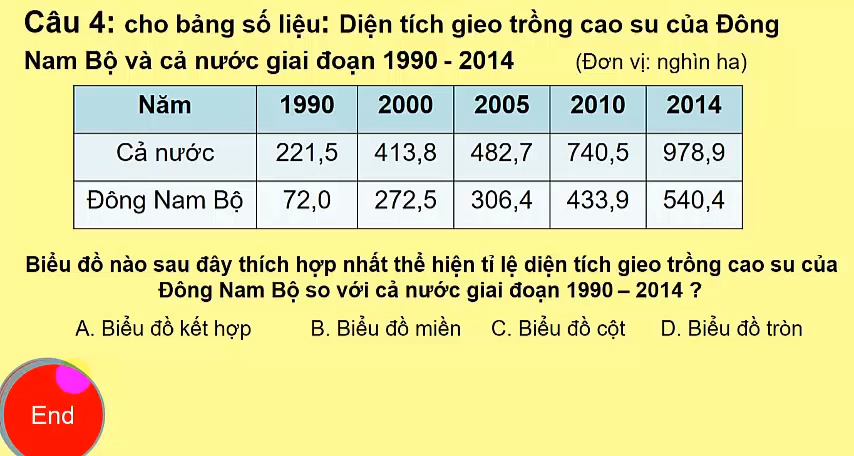 Câu 4: cho bảng số liệu: Diện tích gieo trồng cao su của Đông
Nam Bộ và cả nước giai đoạn 1990 - 2014 (Đơn vị: nghìn ha)
Năm 1990 2000 2005 2010 2014
Cả nước 221,5 413,8 482,7 740,5 978,9
Đông Nam Bộ 72,0 272,5 306,4 433,9 540,4
Biểu đồ nào sau đây thích hợp nhất thể hiện tỉ lệ diện tích gieo trồng cao su của
Đông Nam Bộ so với cả nước giai đoạn 1990 – 2014 ?
A. Biểu đồ kết hợp B. Biểu đồ miền C. Biểu đồ cột D. Biểu đồ tròn
End